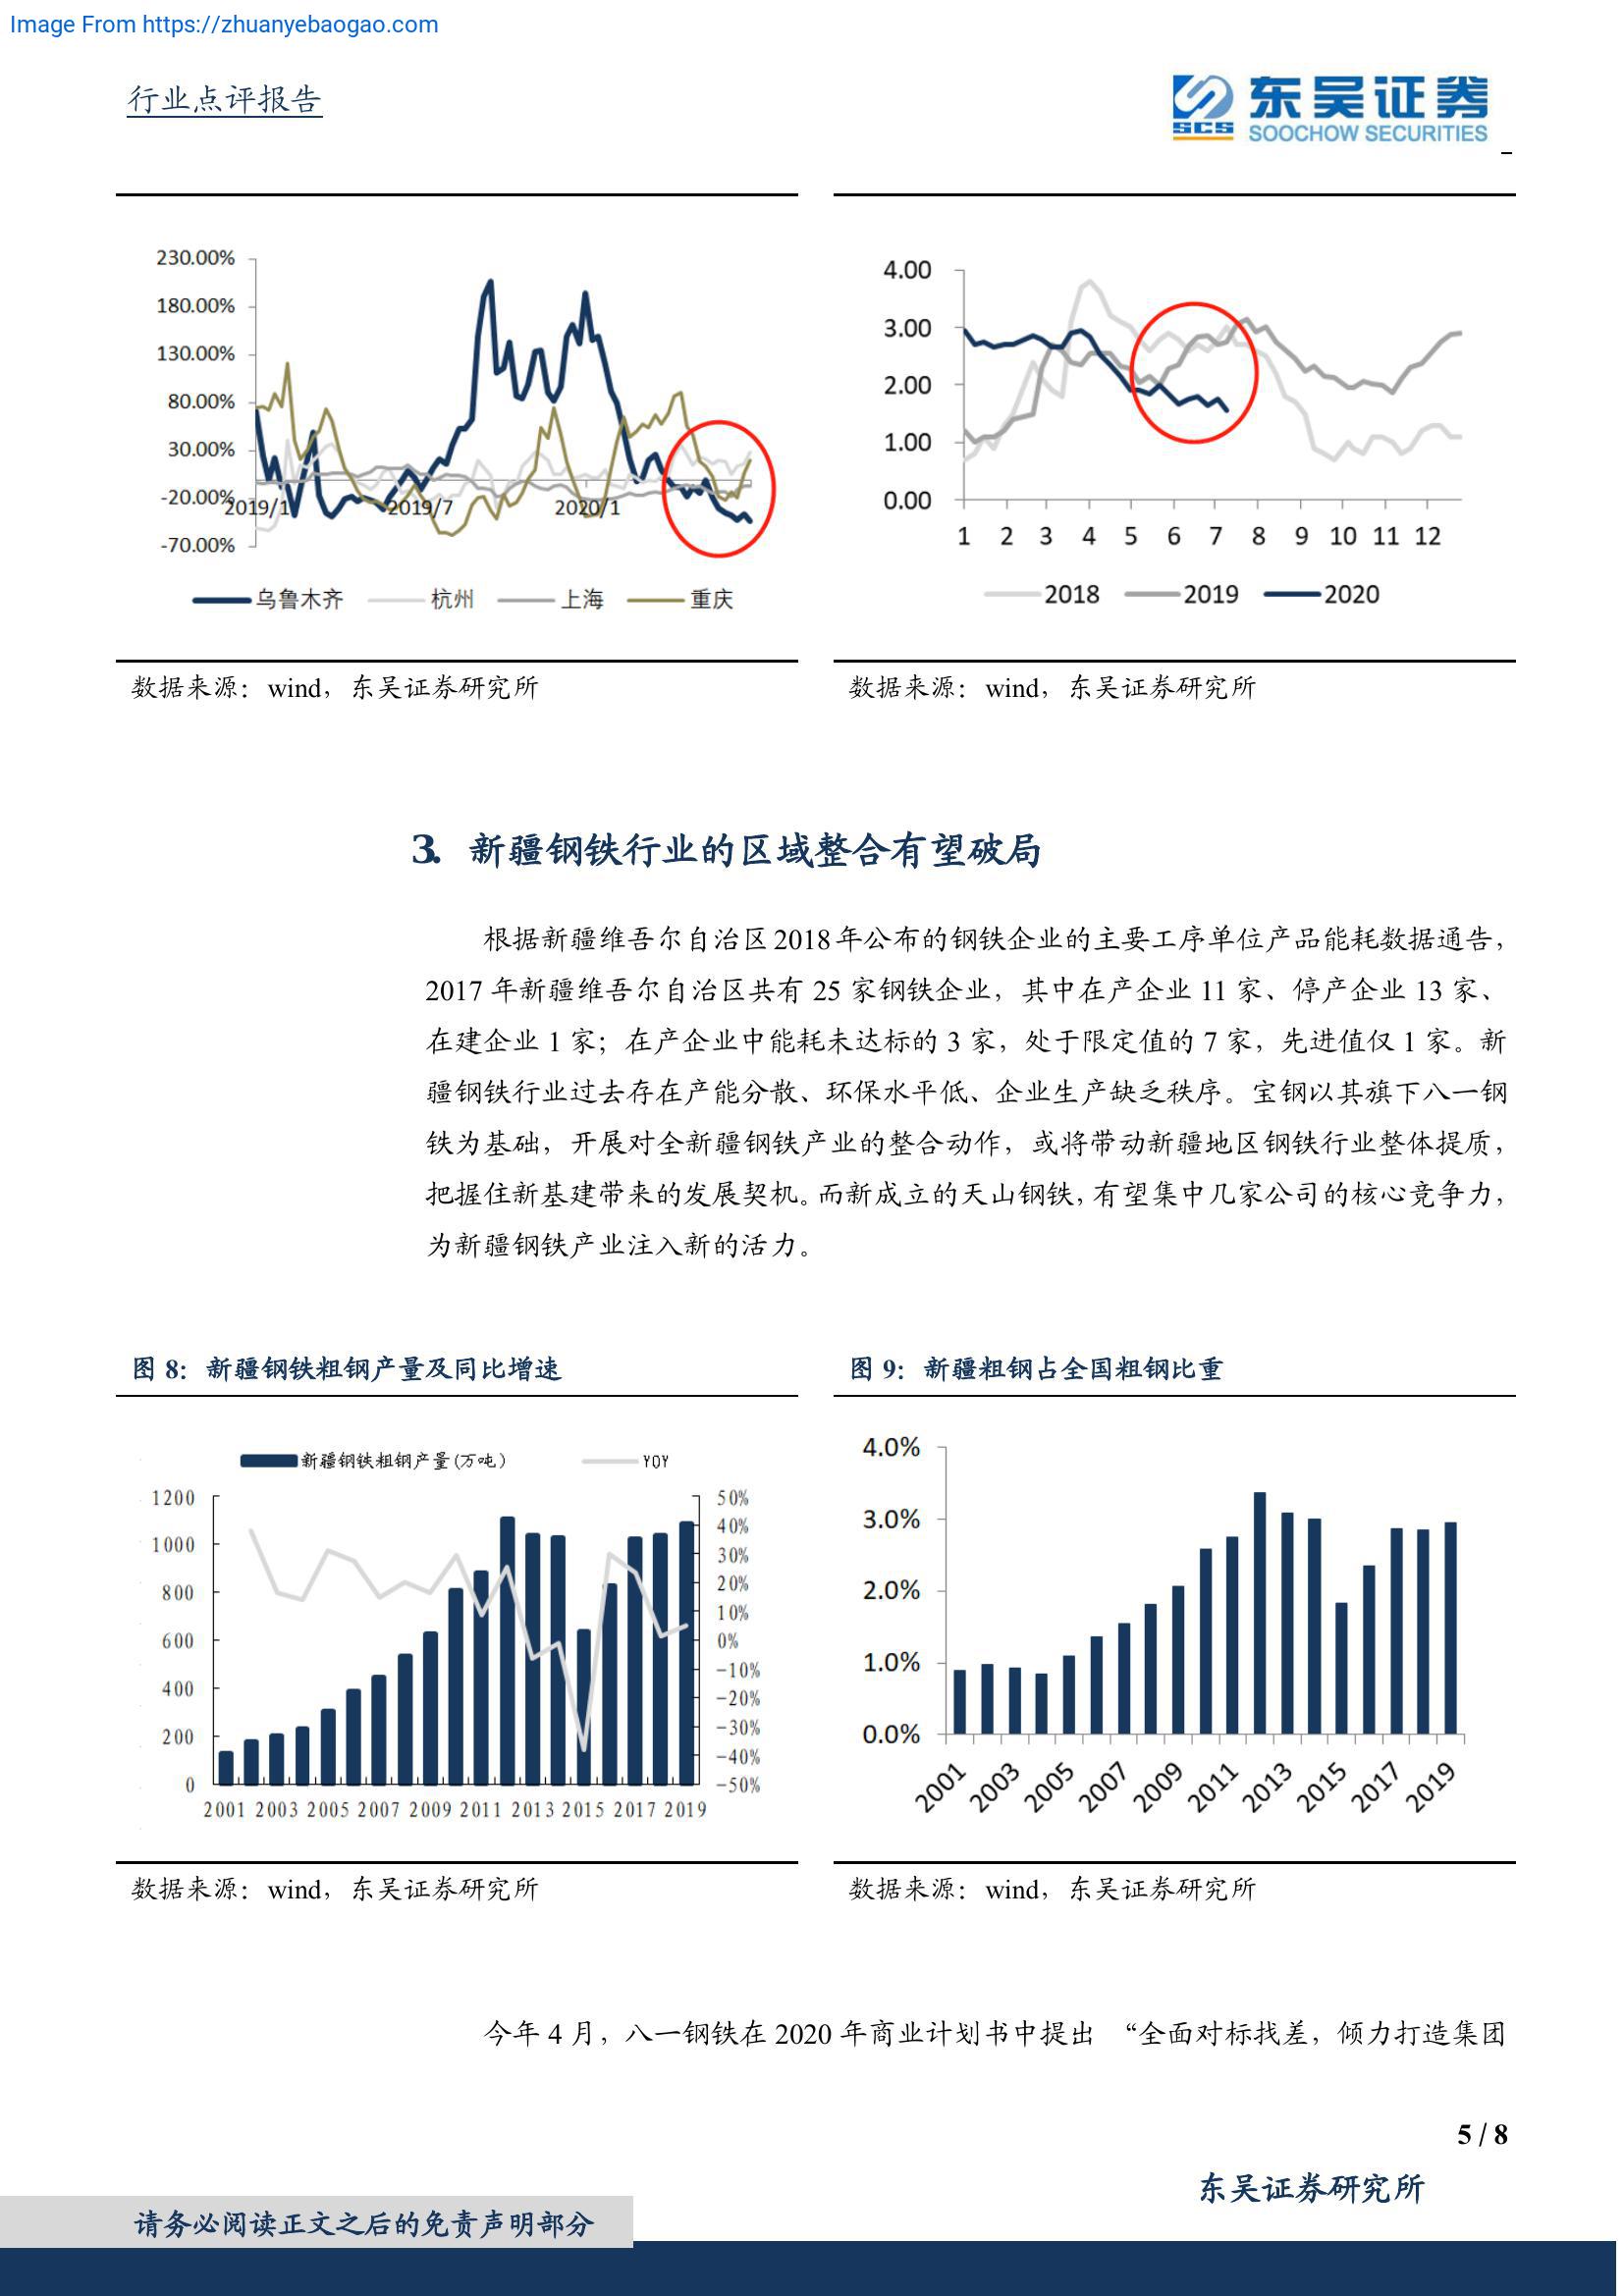 Image From https://zhuanyebaogao.com
行业点评报告
SCS
东吴证券
SOOCHOW SECURITIES
230.00%
180.00%
130.00%
80.00%
30.00%
-20.00%
-70.00%
2019/1
2019/7
2020/1
乌鲁木齐 杭州 上海 重庆
4.00
3.00
2.00
1.00
0.00
1 2 3 4 5 6 7 8 9 10 11 12
2018 2019 2020
数据来源：wind，东吴证券研究所
数据来源：wind，东吴证券研究所
3. 新疆钢铁行业的区域整合有望破局
根据新疆维吾尔自治区2018年公布的钢铁企业的主要工序单位产品能耗数据通告，
2017 年新疆维吾尔自治区共有 25 家钢铁企业，其中在产企业 11 家、停产企业 13 家、
在建企业 1 家；在产企业中能耗未达标的 3 家，处于限定值的 7 家，先进值仅 1 家。新
疆钢铁行业过去存在产能分散、环保水平低、企业生产缺乏秩序。宝钢以其旗下八一钢
铁为基础，开展对全新疆钢铁产业的整合动作，或将带动新疆地区钢铁行业整体提质，
把握住新基建带来的发展契机。而新成立的天山钢铁，有望集中几家公司的核心竞争力，
为新疆钢铁产业注入新的活力。
图 8：新疆钢铁粗钢产量及同比增速
新疆钢铁粗钢产量(万吨) YOY
1200
1000
800
600
400
200
0
50%
40%
30%
20%
10%
0%
-10%
-20%
-30%
-40%
-50%
2001 2003 2005 2007 2009 2011 2013 2015 2017 2019
图 9：新疆粗钢占全国粗钢比重
4.0%
3.0%
2.0%
1.0%
0.0%
2001 2003 2005 2007 2009 2011 2013 2015 2017 2019
数据来源：wind，东吴证券研究所
数据来源：wind，东吴证券研究所
今年 4 月，八一钢铁在 2020 年商业计划书中提出 “全面对标找差，倾力打造集团
5 / 8
东吴证券研究所
请务必阅读正文之后的免责声明部分